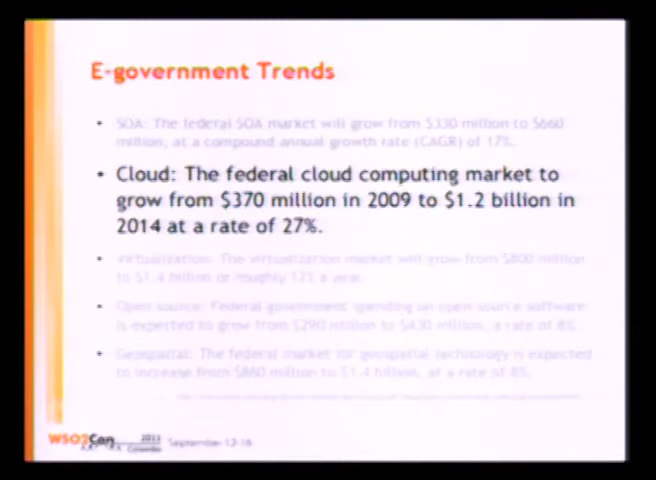 E-government Trends
• SOA: The federal SOA market will grow from $330 million to $660
million, at a compound annual growth rate (CAGR) of 17%.
• Cloud: The federal cloud computing market to
grow from $370 million in 2009 to $1.2 billion in
2014 at a rate of 27%.
• Virtualization: The virtualization market will grow from $800 million
to $1.4 billion or roughly 12% a year.
• Open source: Federal government spending on open source software
is expected to grow from $290 million to $430 million, a rate of 8%.
• Geospatial: The federal market for geospatial technology is expected
to increase from $860 million to $1.4 billion, at a rate of 8%.
WSO2Con 2011 Colombo September 12-16